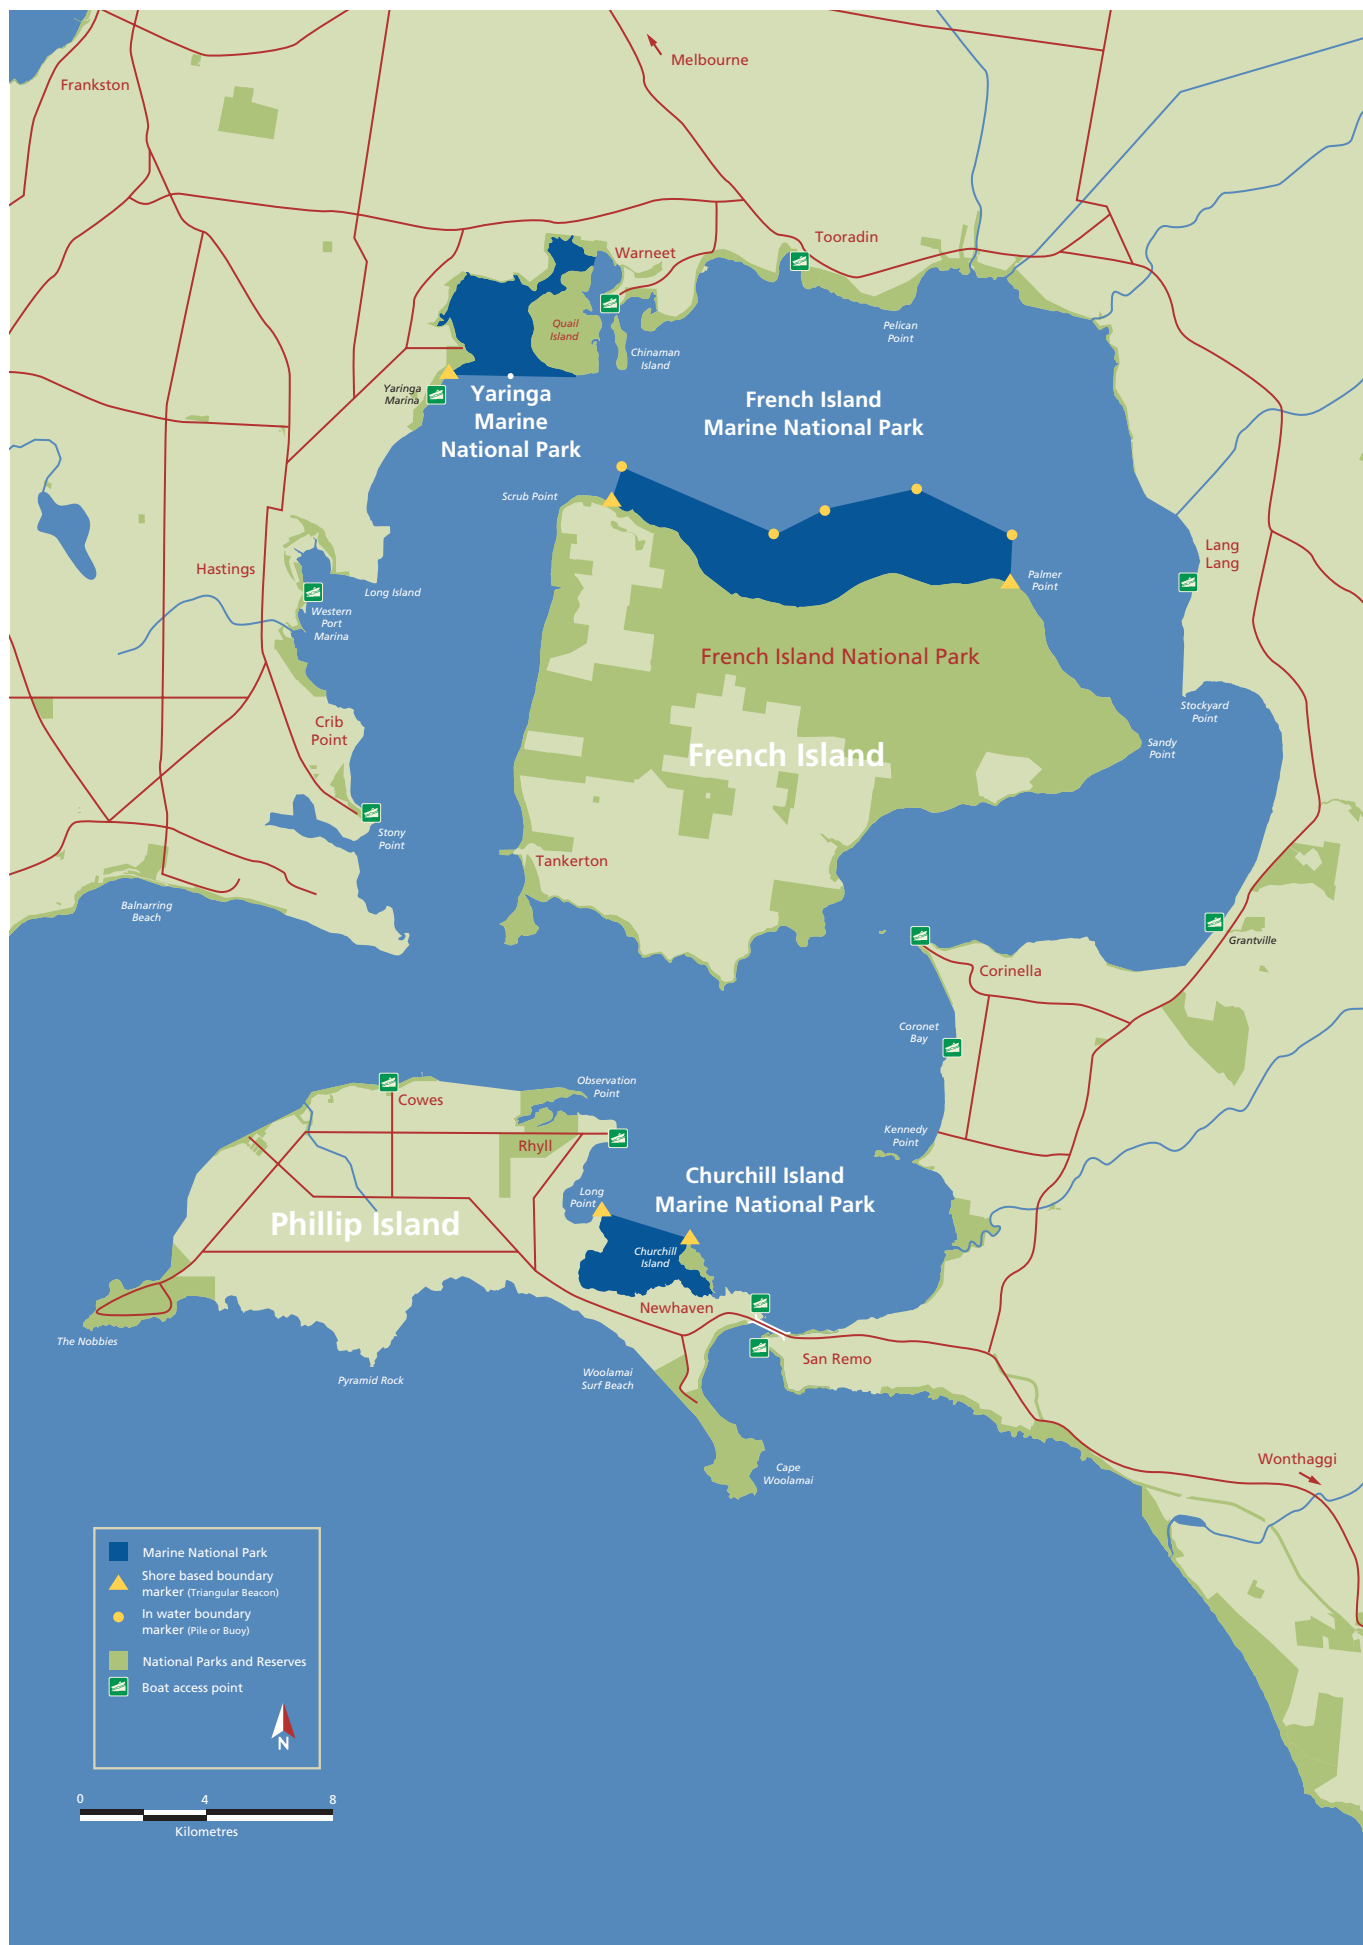 Melbourne
Frankston
Tooradin
Warneet
Quail
Island
Pelican
Point
Chinaman
Island
Yaringa
Marina
Yaringa
Marine
National Park
French Island
Marine National Park
Scrub Point
Lang
Lang
Hastings
Palmer
Point
Long Island
Western
Port
Marina
French Island National Park
Stockyard
Point
Crib
Point
Sandy
Point
French Island
Stony
Point
Tankerton
Balnarring
Beach
Grantville
Corinella
Coronet
Bay
Observation
Point
Cowes
Kennedy
Point
Rhyll
Churchill Island
Marine National Park
Long
Point
Phillip Island
Churchill
Island
Newhaven
The Nobbies
San Remo
Pyramid Rock
Woolamai
Surf Beach
Wonthaggi
Cape
Woolamai
Marine National Park
Shore based boundary
marker (Triangular Beacon)
In water boundary
marker (Pile or Buoy)
National Parks and Reserves
Boat access point
N
0 4 8
Kilometres